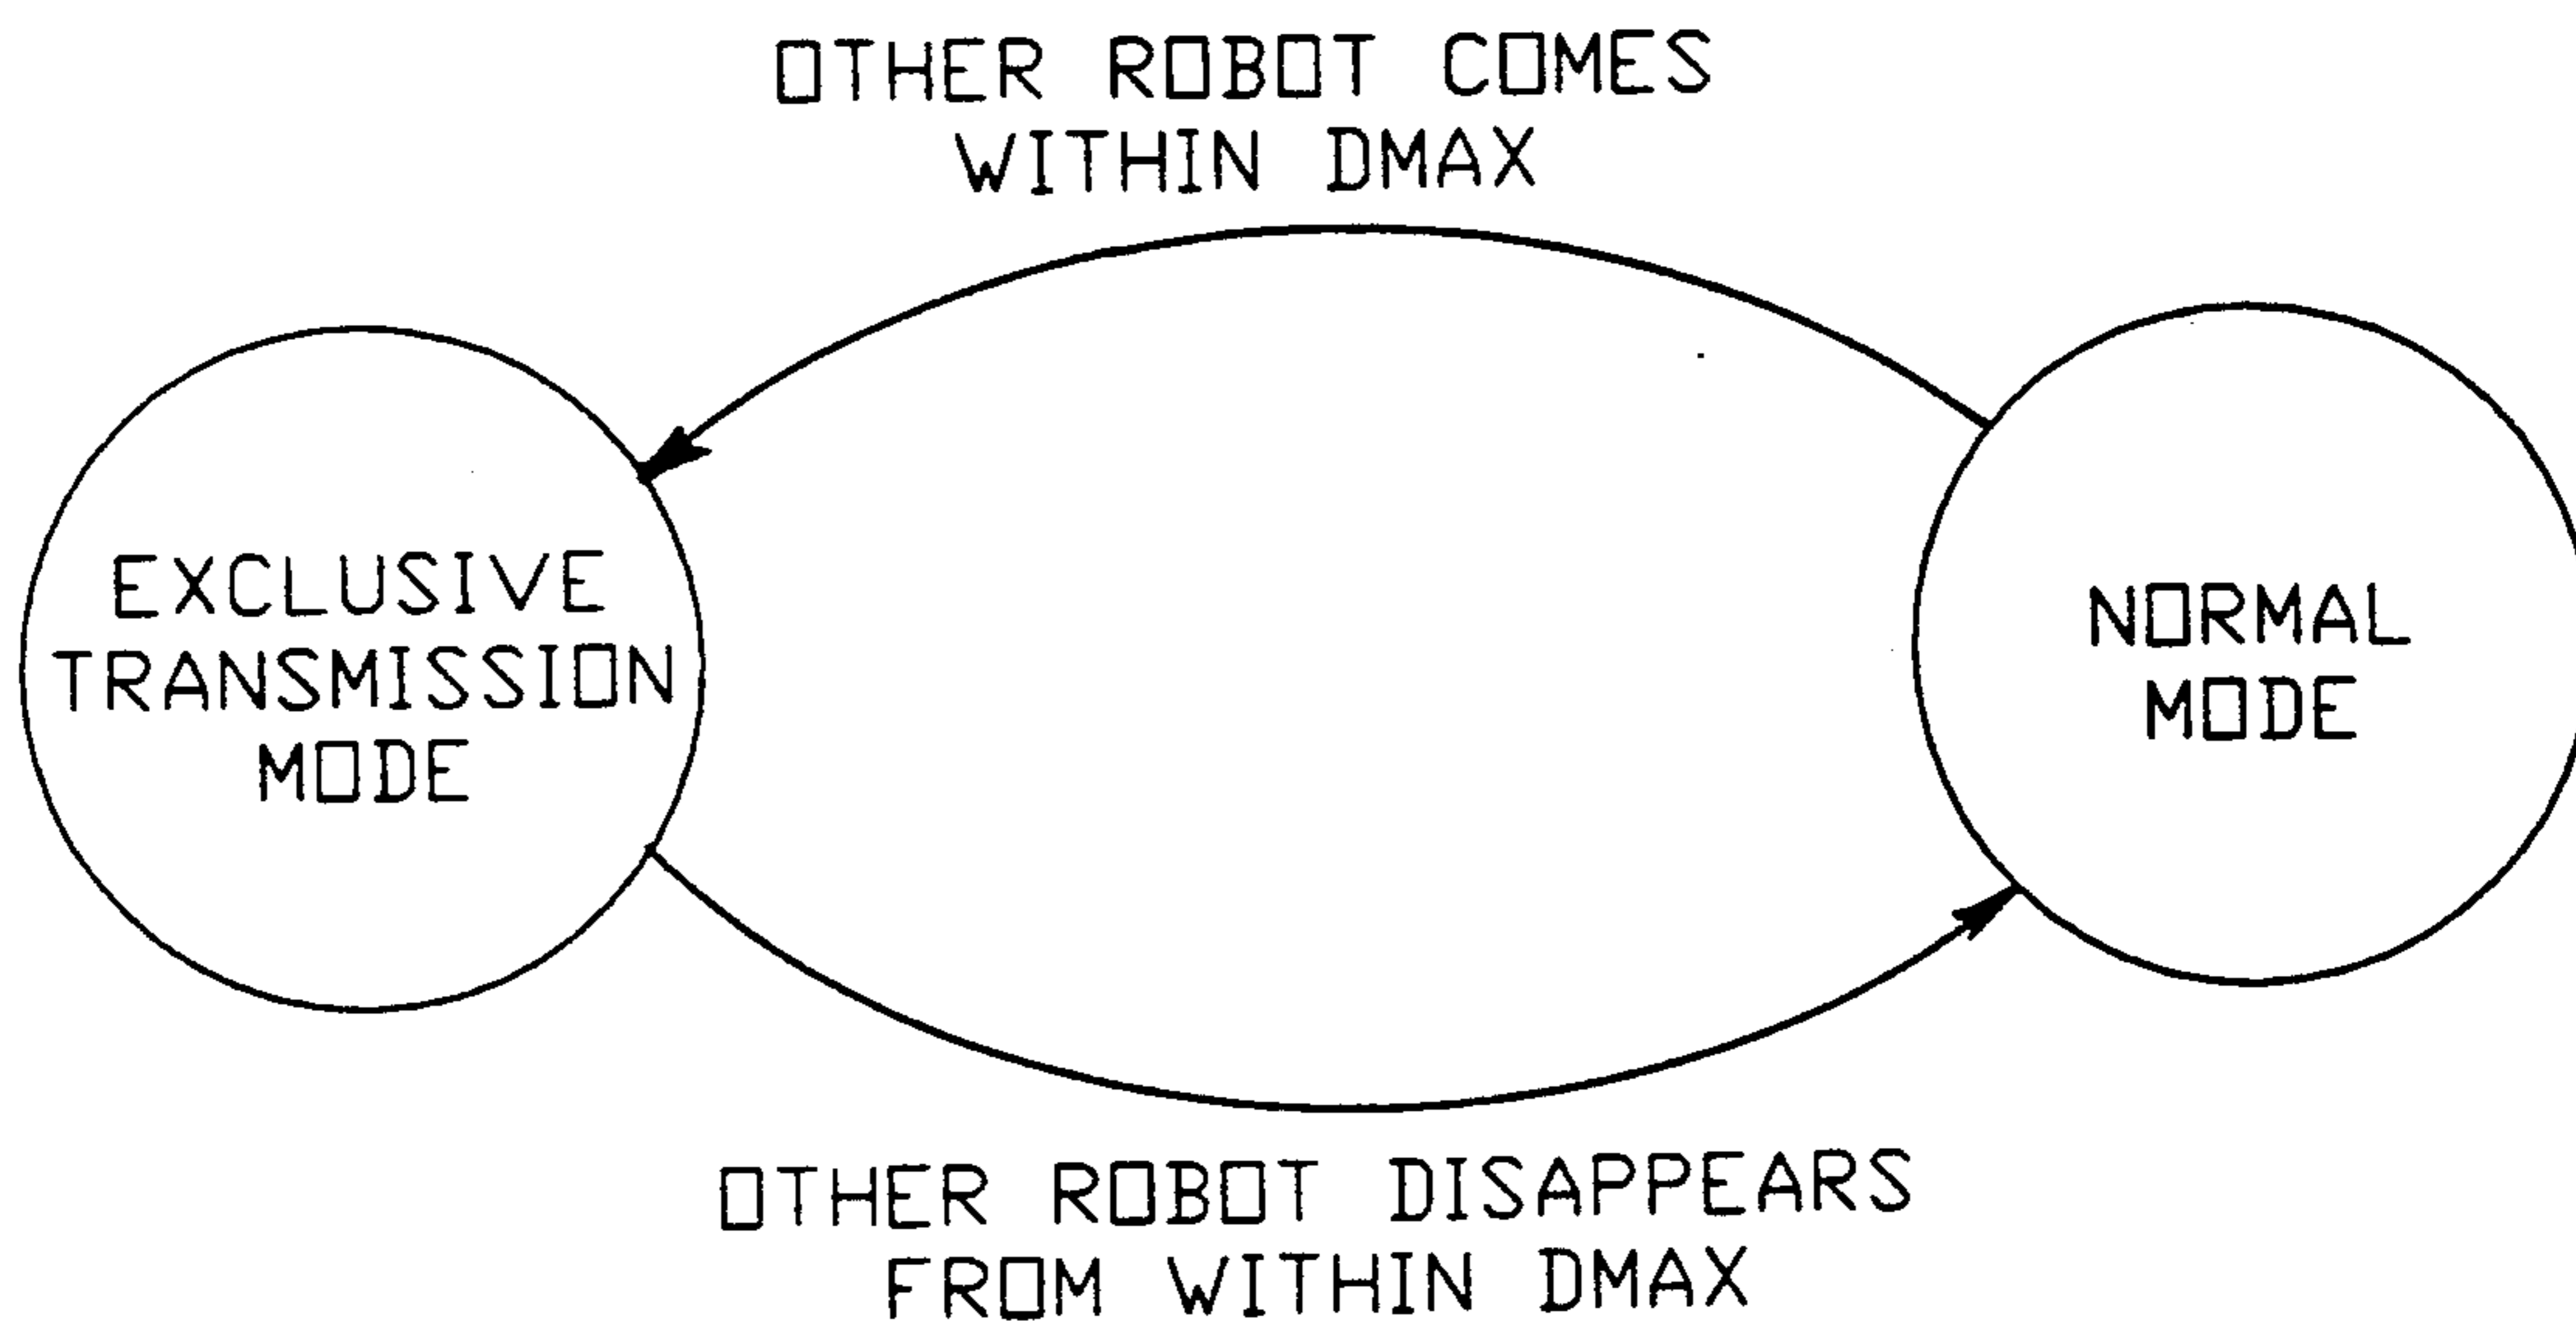 OTHER ROBOT COMES
WITHIN DMAX
EXCLUSIVE
TRANSMISSION
MODE
NORMAL
MODE
OTHER ROBOT DISAPPEARS
FROM WITHIN DMAX